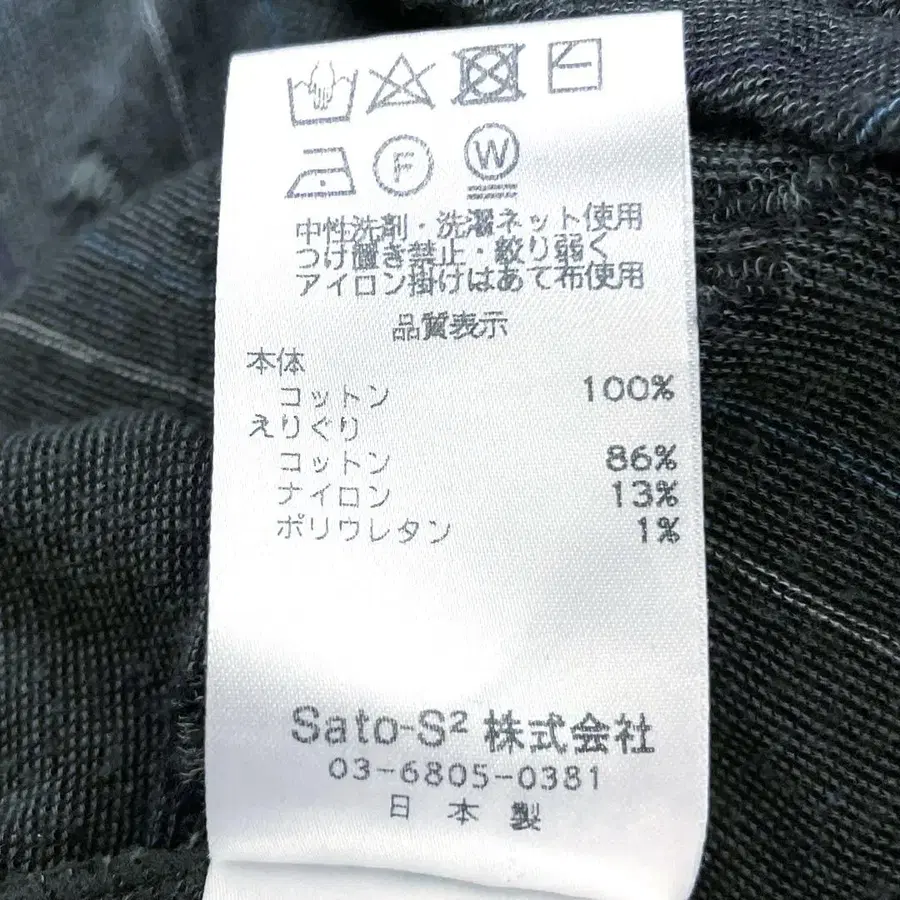 F W
中性洗剤・洗濯ネット使用
つけ置き禁止・絞り弱く
アイロン掛けはあて布使用
品質表示
本体
コットン 100%
えりぐり
コットン 86%
ナイロン 13%
ポリウレタン 1%
Sato-S² 株式会社
03-6805-0381
日本製